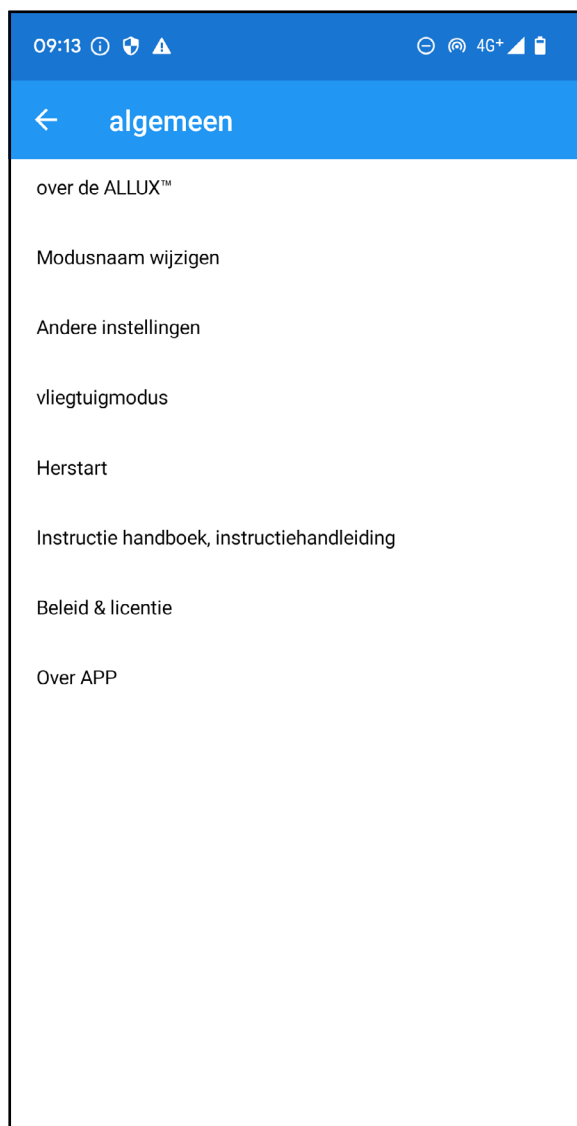 09:13 4G+
algemeen
over de ALLUX™
Modusnaam wijzigen
Andere instellingen
vliegtuigmodus
Herstart
Instructie handboek, instructiehandleiding
Beleid & licentie
Over APP